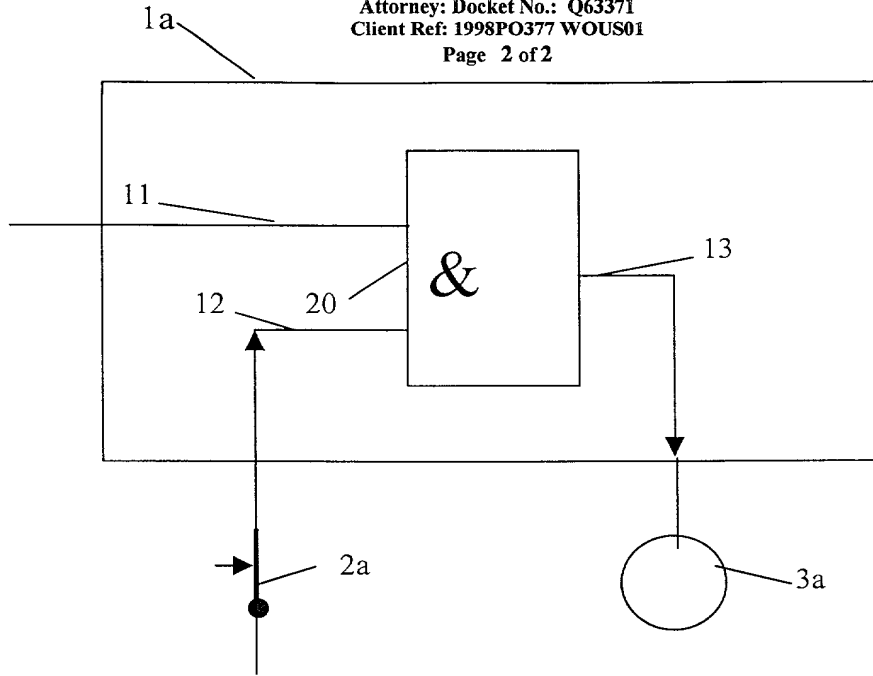 Attorney: Docket No.: Q63371
Client Ref: 1998PO377 WOUS01
Page 2 of 2
1a
11
13
&
20
12
2a
3a